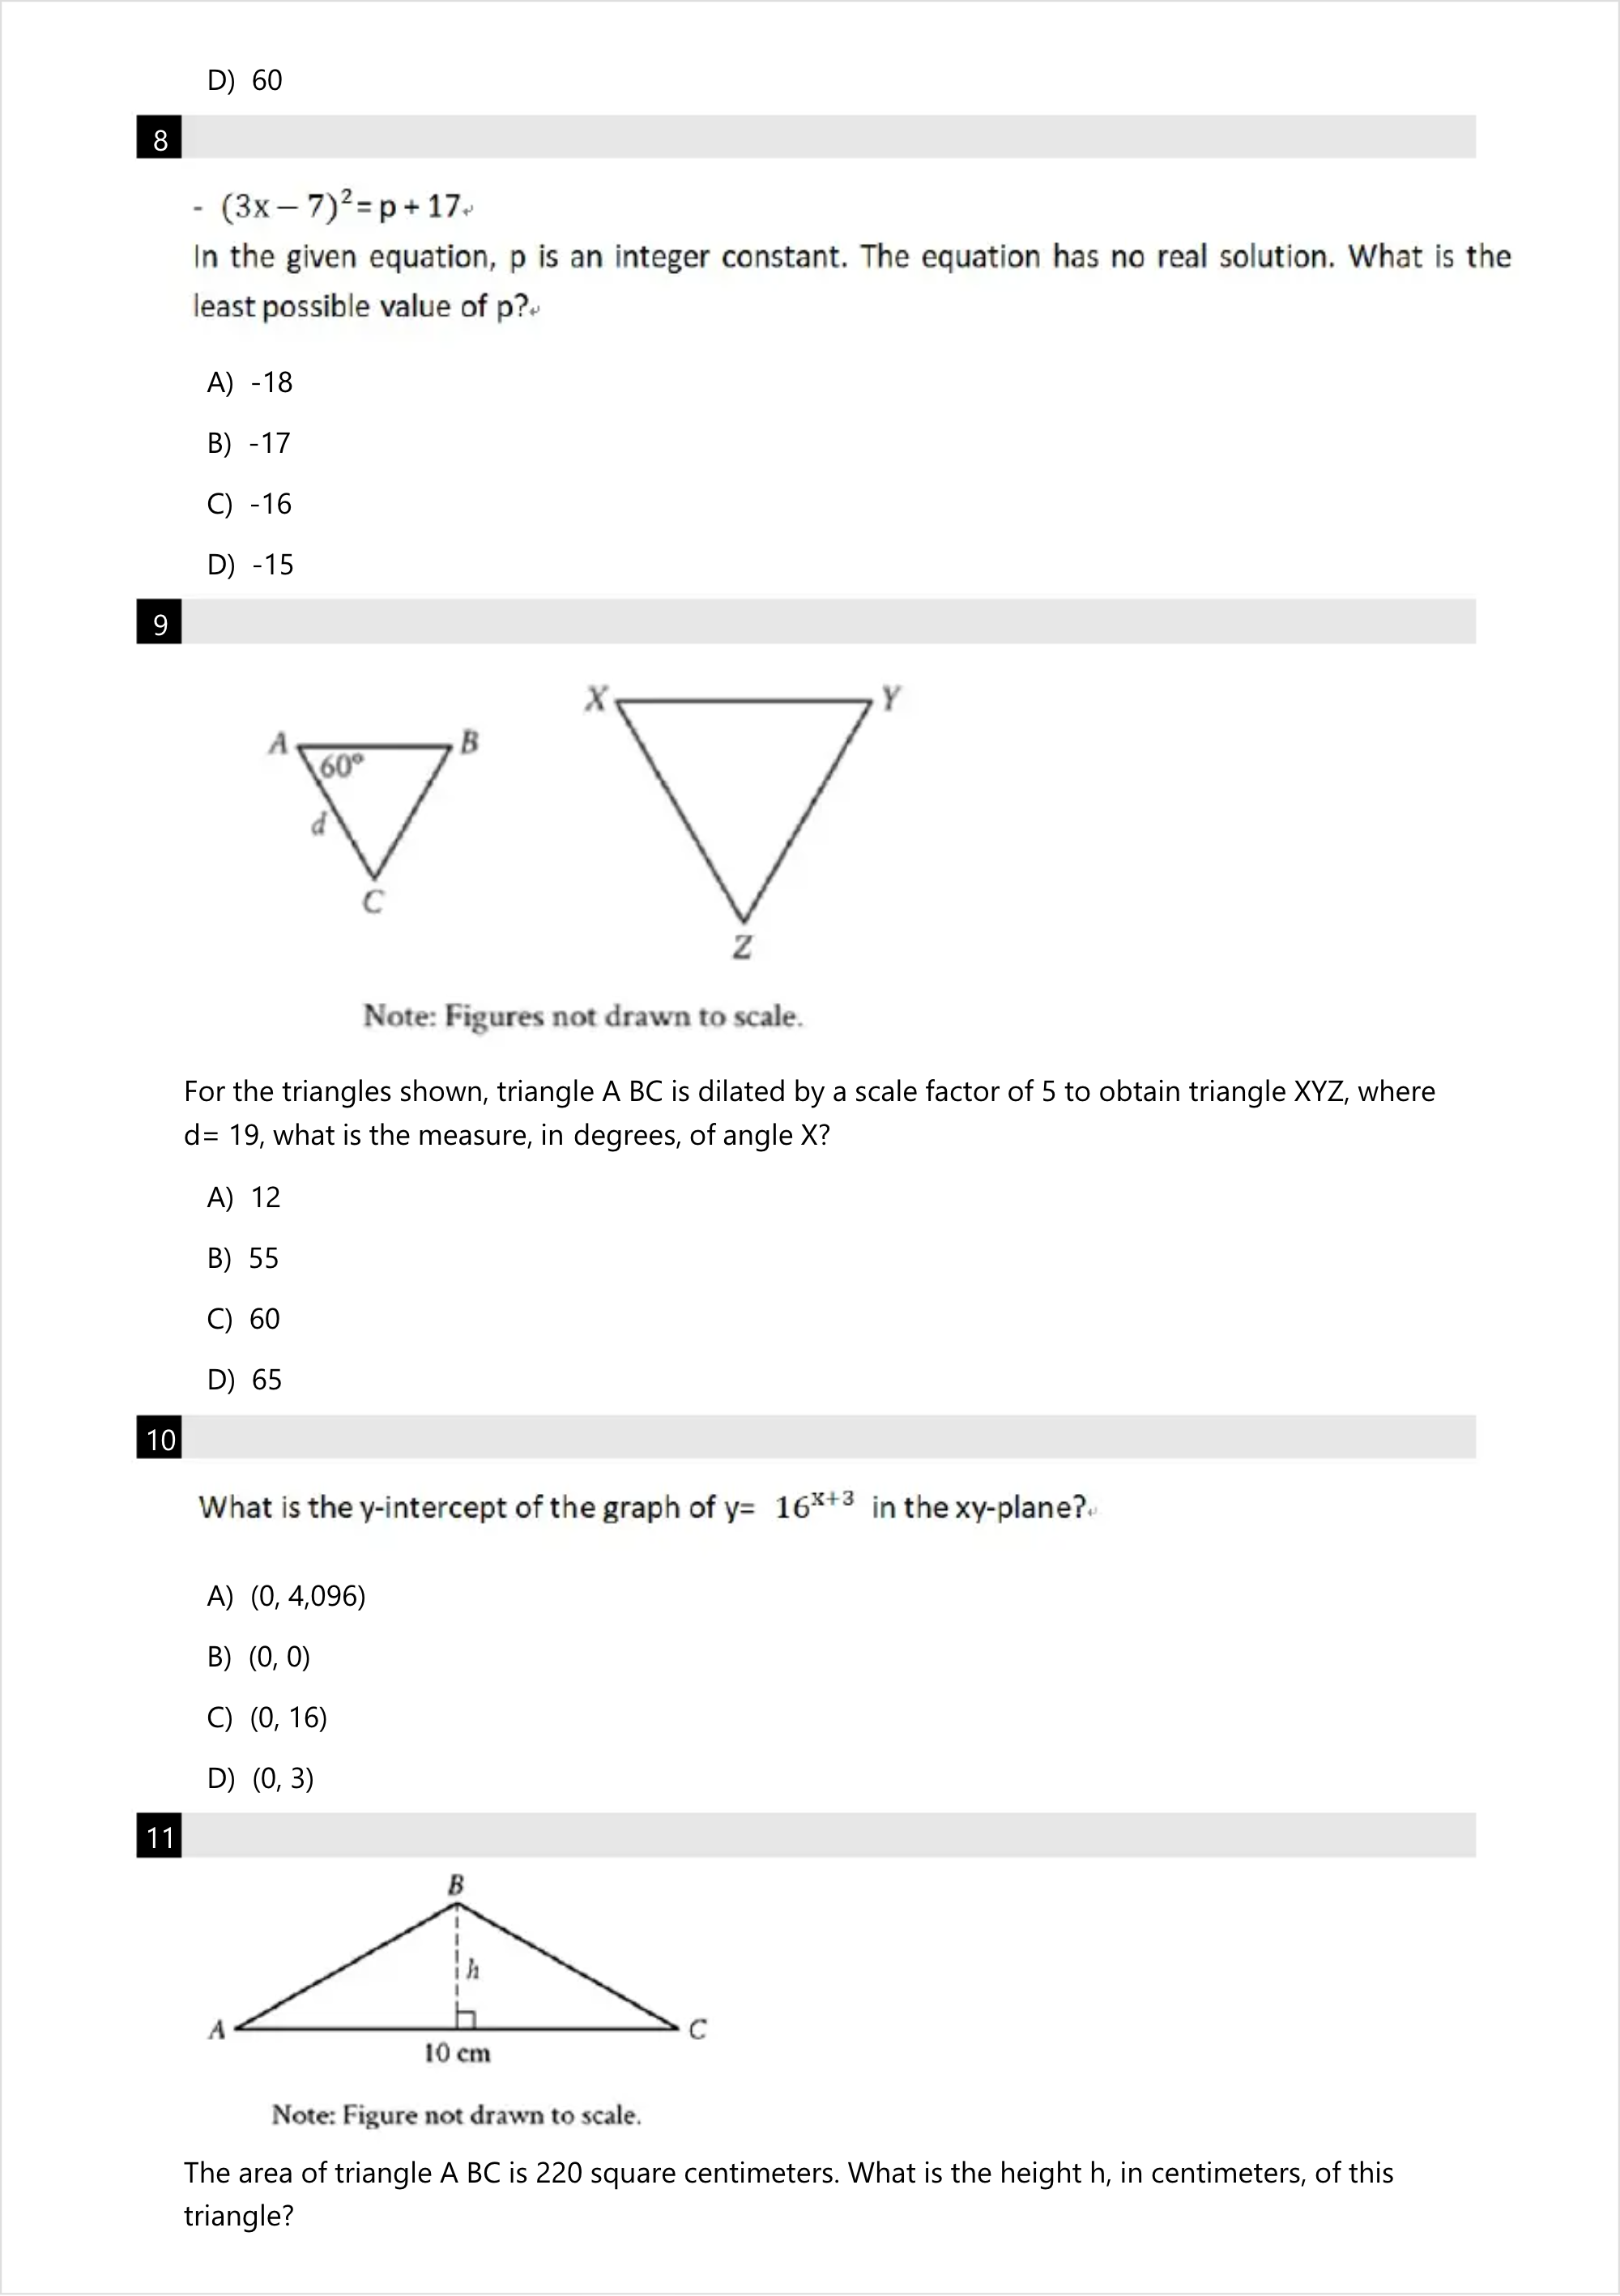 D) 60
8
- (3x – 7)²= p + 17↵
In the given equation, p is an integer constant. The equation has no real solution. What is the
least possible value of p?↵
A) -18
B) -17
C) -16
D) -15
9
X Y
A B
60°
d
C
Z
Note: Figures not drawn to scale.
For the triangles shown, triangle A BC is dilated by a scale factor of 5 to obtain triangle XYZ, where
d= 19, what is the measure, in degrees, of angle X?
A) 12
B) 55
C) 60
D) 65
10
What is the y-intercept of the graph of y= 16ˣ⁺³ in the xy-plane?↵
A) (0, 4,096)
B) (0, 0)
C) (0, 16)
D) (0, 3)
11
B
h
A C
10 cm
Note: Figure not drawn to scale.
The area of triangle A BC is 220 square centimeters. What is the height h, in centimeters, of this
triangle?